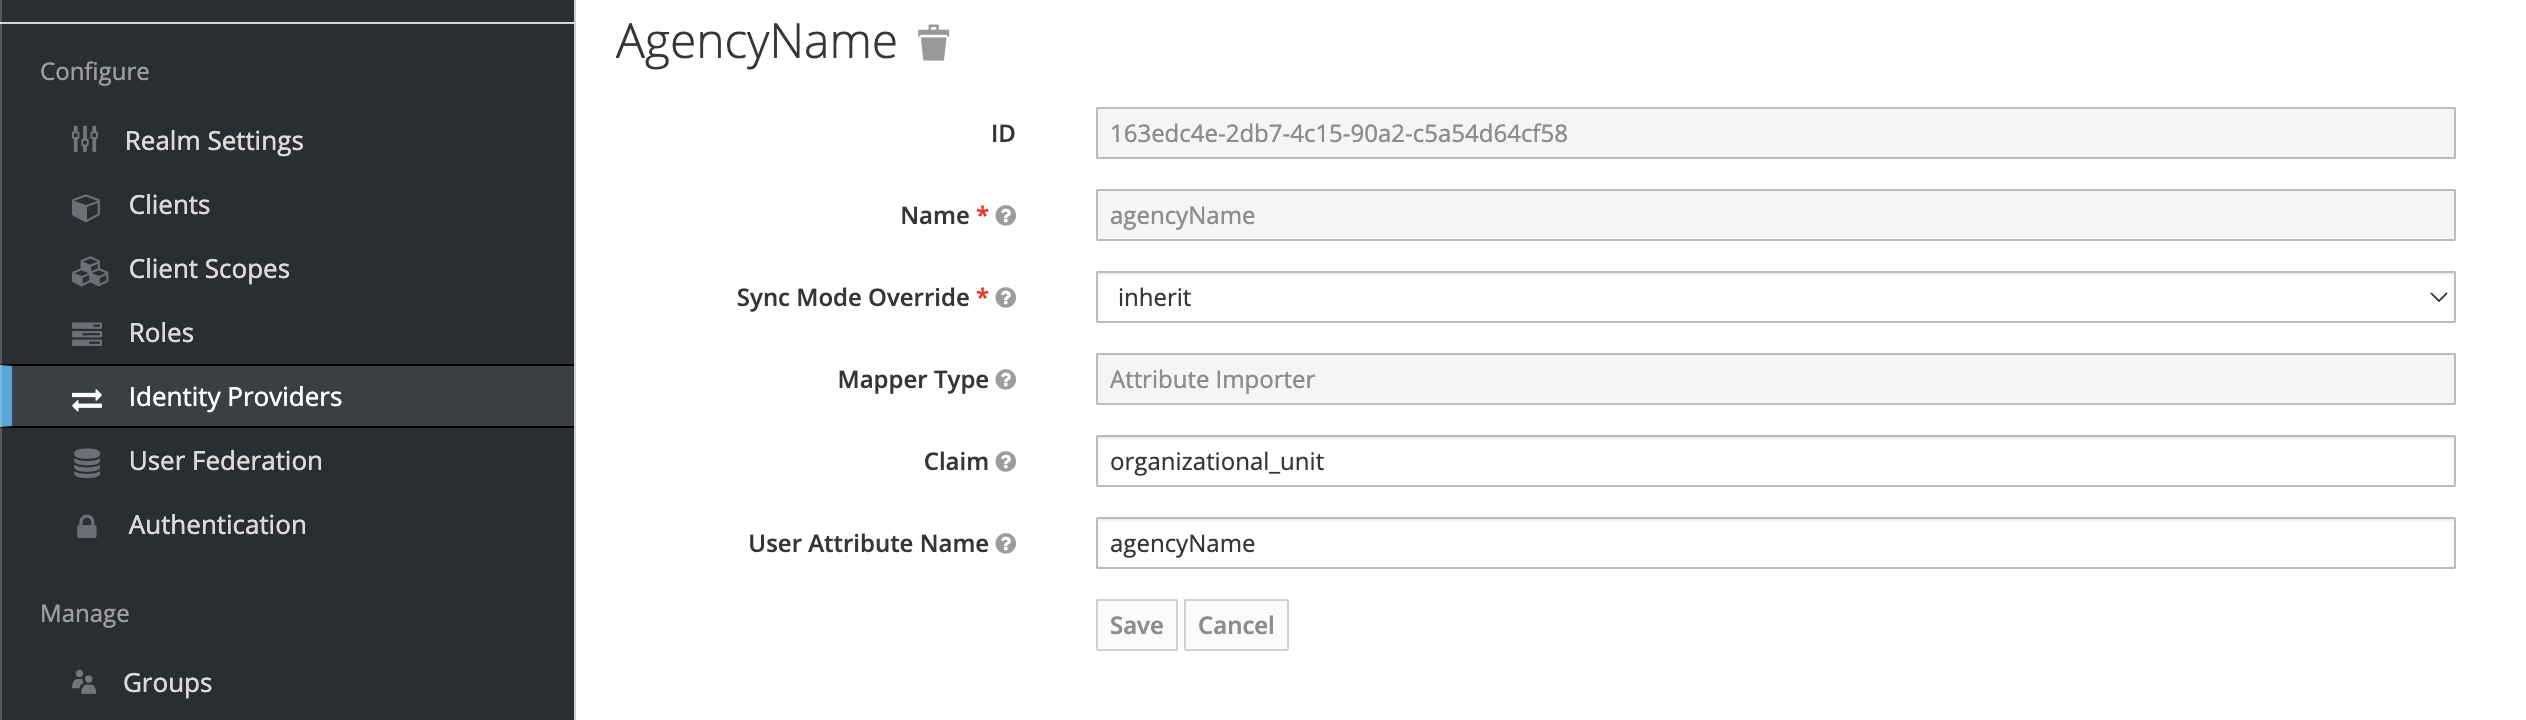 Configure
Realm Settings
Clients
Client Scopes
Roles
Identity Providers
User Federation
Authentication
Manage
Groups
AgencyName
ID
163edc4e-2db7-4c15-90a2-c5a54d64cf58
Name *
agencyName
Sync Mode Override *
inherit
Mapper Type
Attribute Importer
Claim
organizational_unit
User Attribute Name
agencyName
Save
Cancel